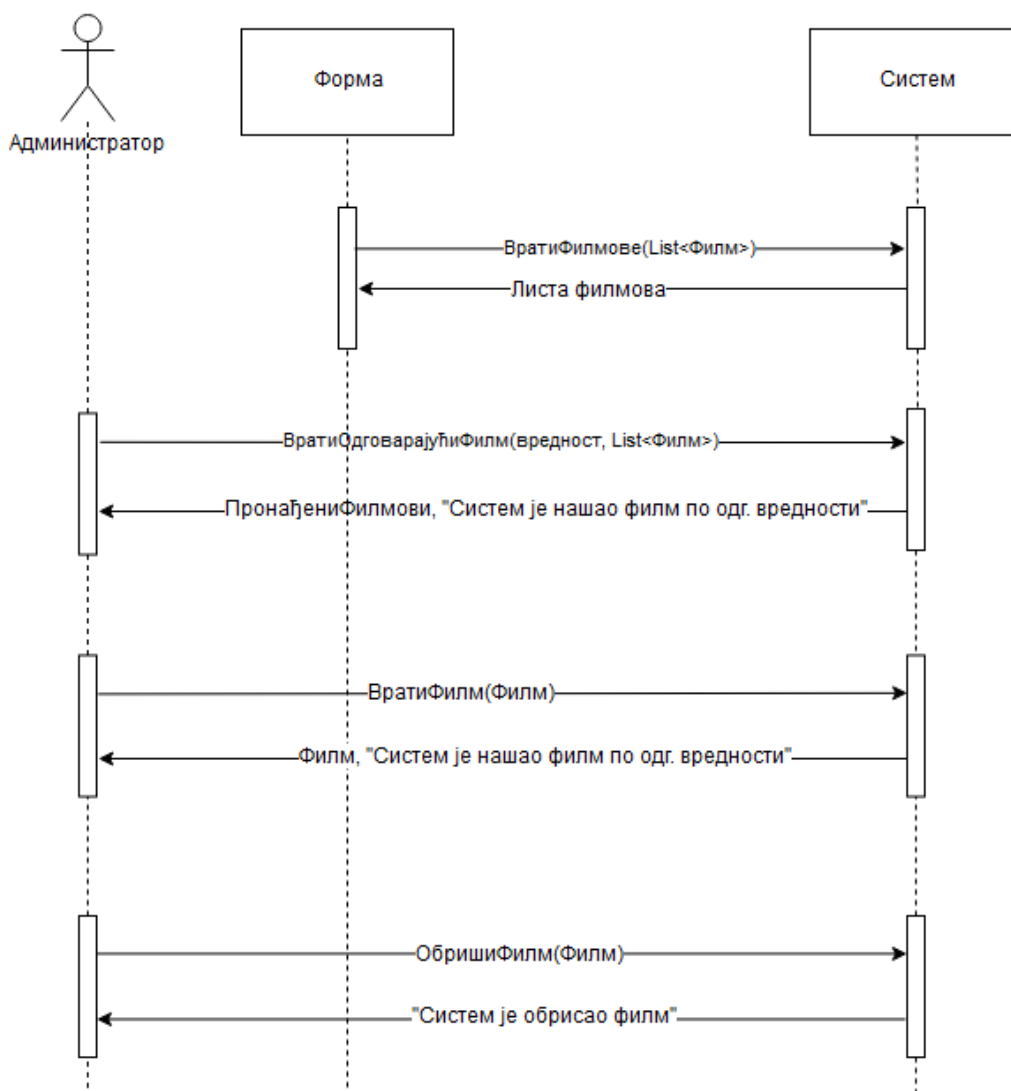 Форма
Систем
Администратор
ВратиФилмове(List<Филм>)
Листа филмова
ВратиОдговарајућиФилм(вредност, List<Филм>)
ПронађениФилмови, "Систем је нашао филм по одг. вредности"
ВратиФилм(Филм)
Филм, "Систем је нашао филм по одг. вредности"
ОбришиФилм(Филм)
"Систем је обрисао филм"